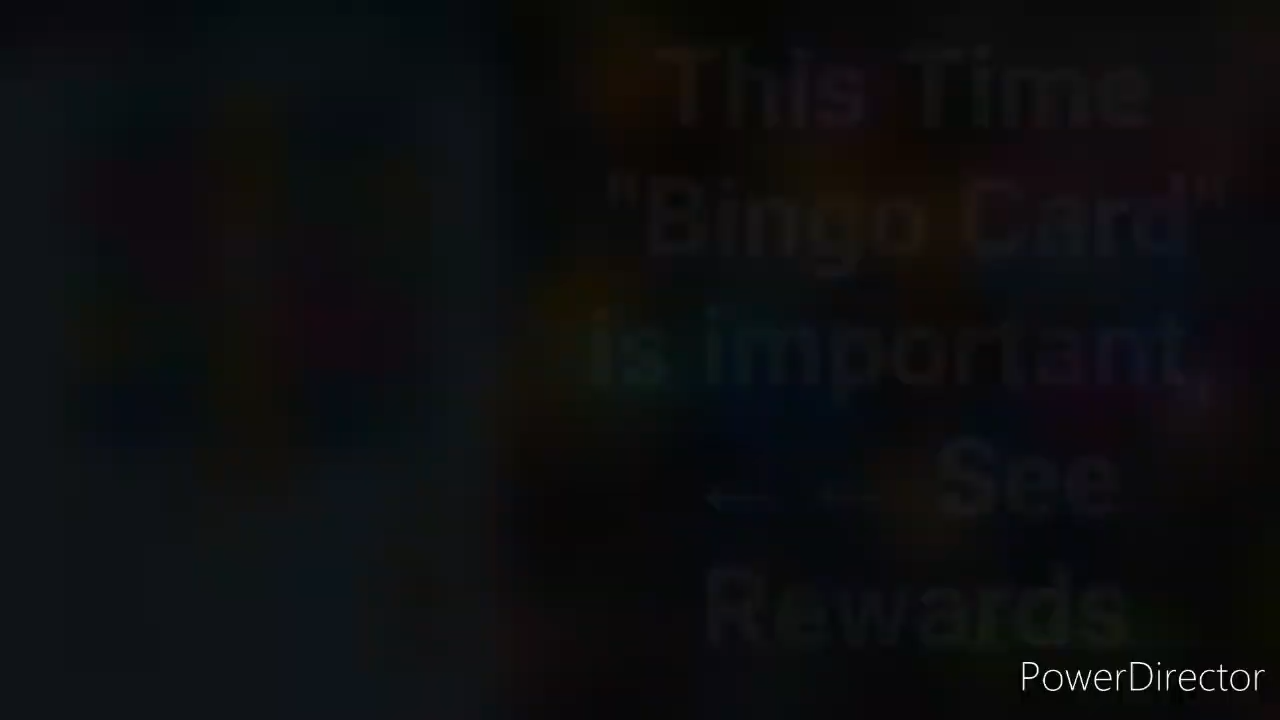 This Time
"Bingo Card"
is important,
← ← See
Rewards
PowerDirector